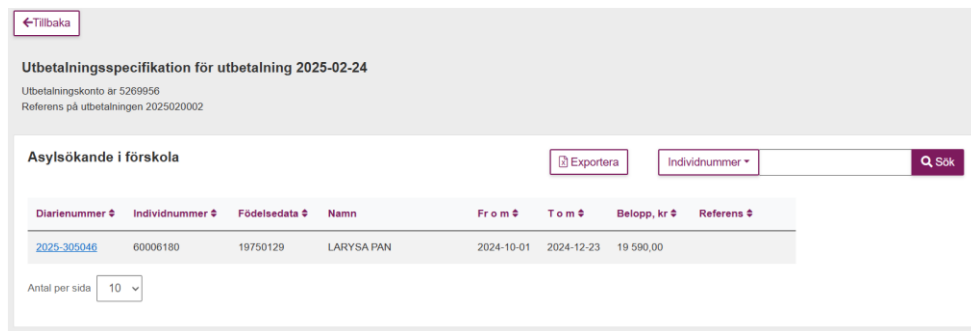 Tillbaka
Utbetalningsspecifikation för utbetalning 2025-02-24
Utbetalningskonto är 5269956
Referens på utbetalningen 2025020002
Asylsökande i förskola
Exportera
Individnummer
Sök
Diarienummer Individnummer Födelsedata Namn Fr o m T o m Belopp, kr Referens
2025-305046 60006180 19750129 LARYSA PAN 2024-10-01 2024-12-23 19 590,00
Antal per sida 10